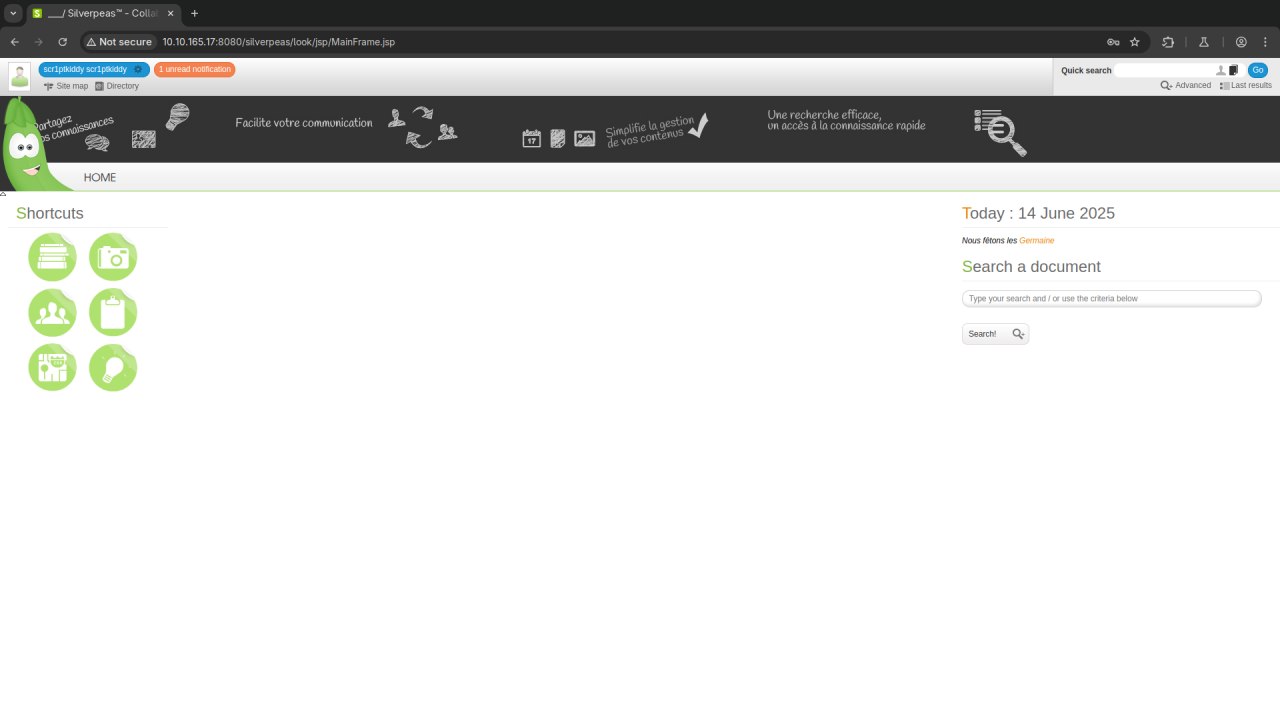 ___/ Silverpeas™ - Colla
Not secure
10.10.165.17:8080/silverpeas/look/jsp/MainFrame.jsp
scr1ptkiddy scr1ptkiddy
1 unread notification
Site map
Directory
Quick search
Go
Advanced
Last results
Partagez
vos connaissances
Facilite votre communication
17
Simplifie la gestion
de vos contenus
Une recherche efficace,
un accès à la connaissance rapide
HOME
Shortcuts
Today : 14 June 2025
Nous fêtons les Germaine
Search a document
Type your search and / or use the criteria below
Search!